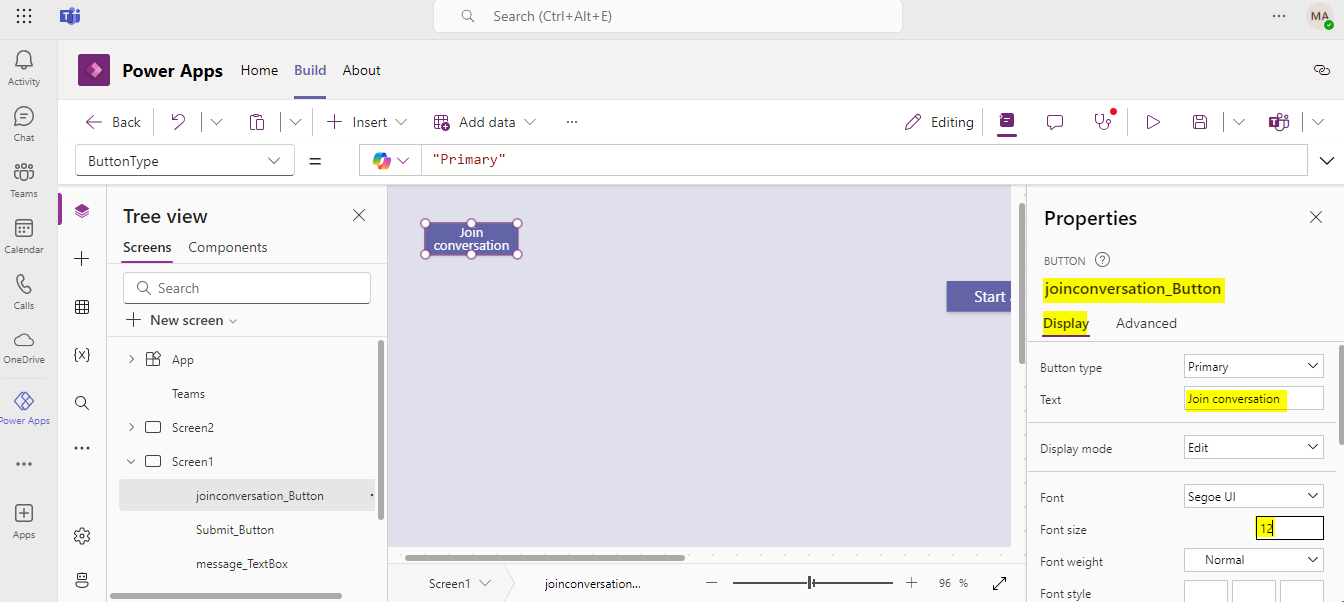 Search (Ctrl+Alt+E)
MA
Activity
Chat
Teams
Calendar
Calls
OneDrive
Power Apps
Apps
Power Apps Home Build About
Back Insert Add data Editing
ButtonType = "Primary"
Tree view
Screens Components
Search
New screen
App
Teams
Screen2
Screen1
joinconversation_Button
Submit_Button
message_TextBox
Join
conversation
Start
Screen1 joinconversation... 96 %
Properties
BUTTON
joinconversation_Button
Display Advanced
Button type Primary
Text Join conversation
Display mode Edit
Font Segoe UI
Font size 12
Font weight Normal
Font style